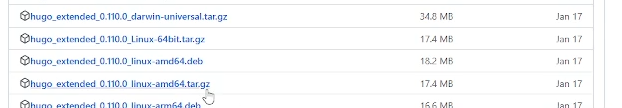 hugo_extended_0.110.0_darwin-universal.tar.gz 34.8 MB Jan 17
hugo_extended_0.110.0_Linux-64bit.tar.gz 17.4 MB Jan 17
hugo_extended_0.110.0_linux-amd64.deb 18.2 MB Jan 17
hugo_extended_0.110.0_linux-amd64.tar.gz 17.4 MB Jan 17
hugo_extended_0.110.0_linux-arm64.deb 16.6 MB Jan 17